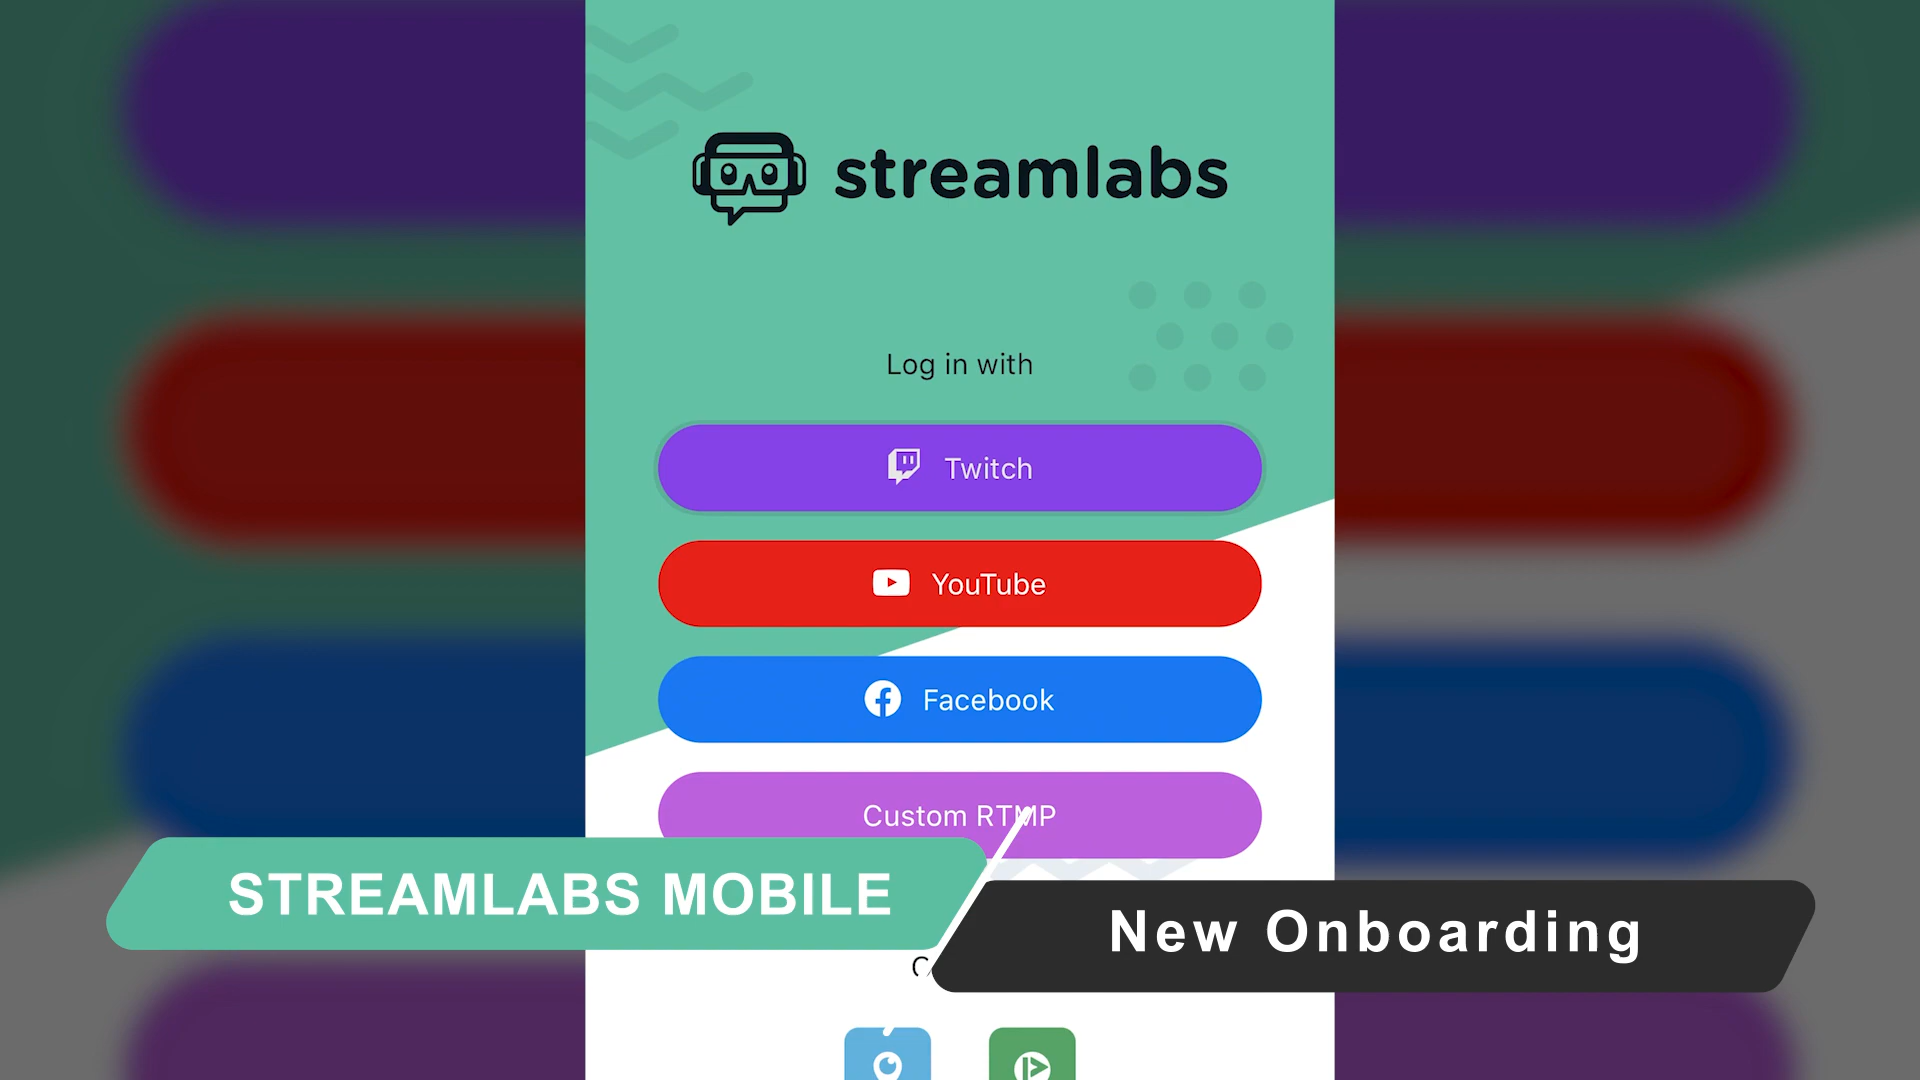 streamlabs
Log in with
Twitch
YouTube
Facebook
Custom RTMP
STREAMLABS MOBILE
New Onboarding